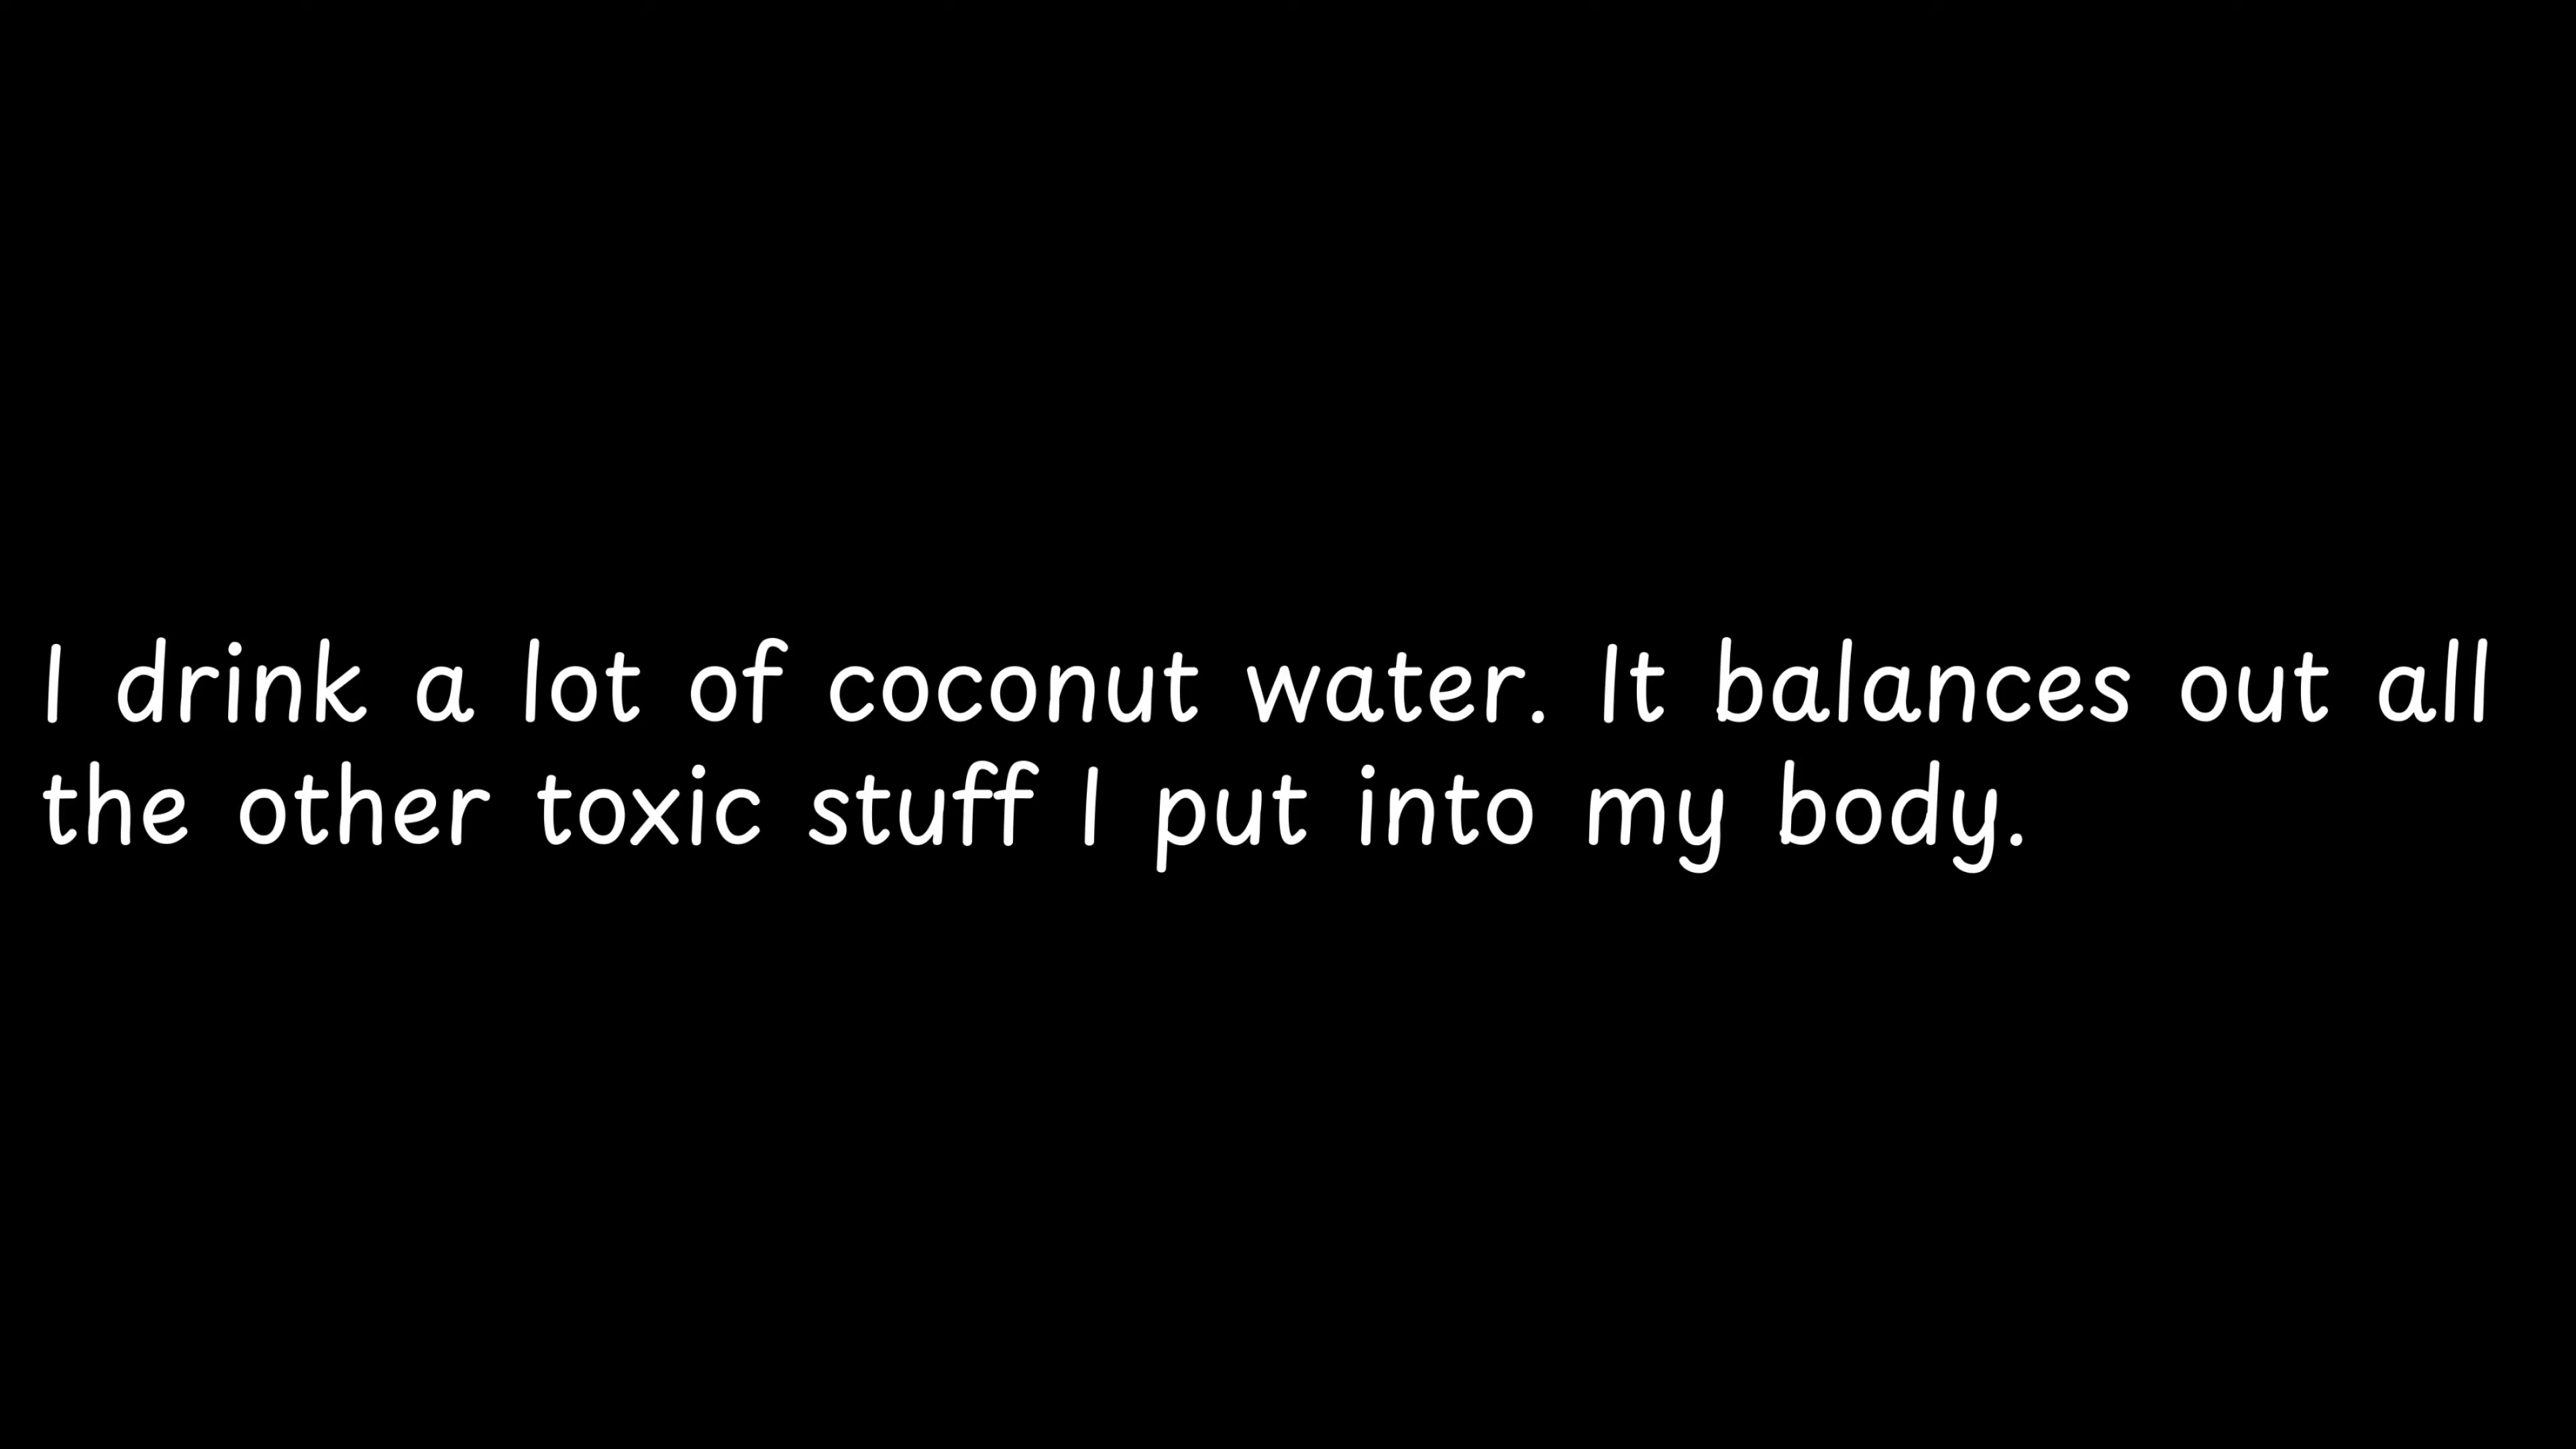 I drink a lot of coconut water. It balances out all
the other toxic stuff I put into my body.